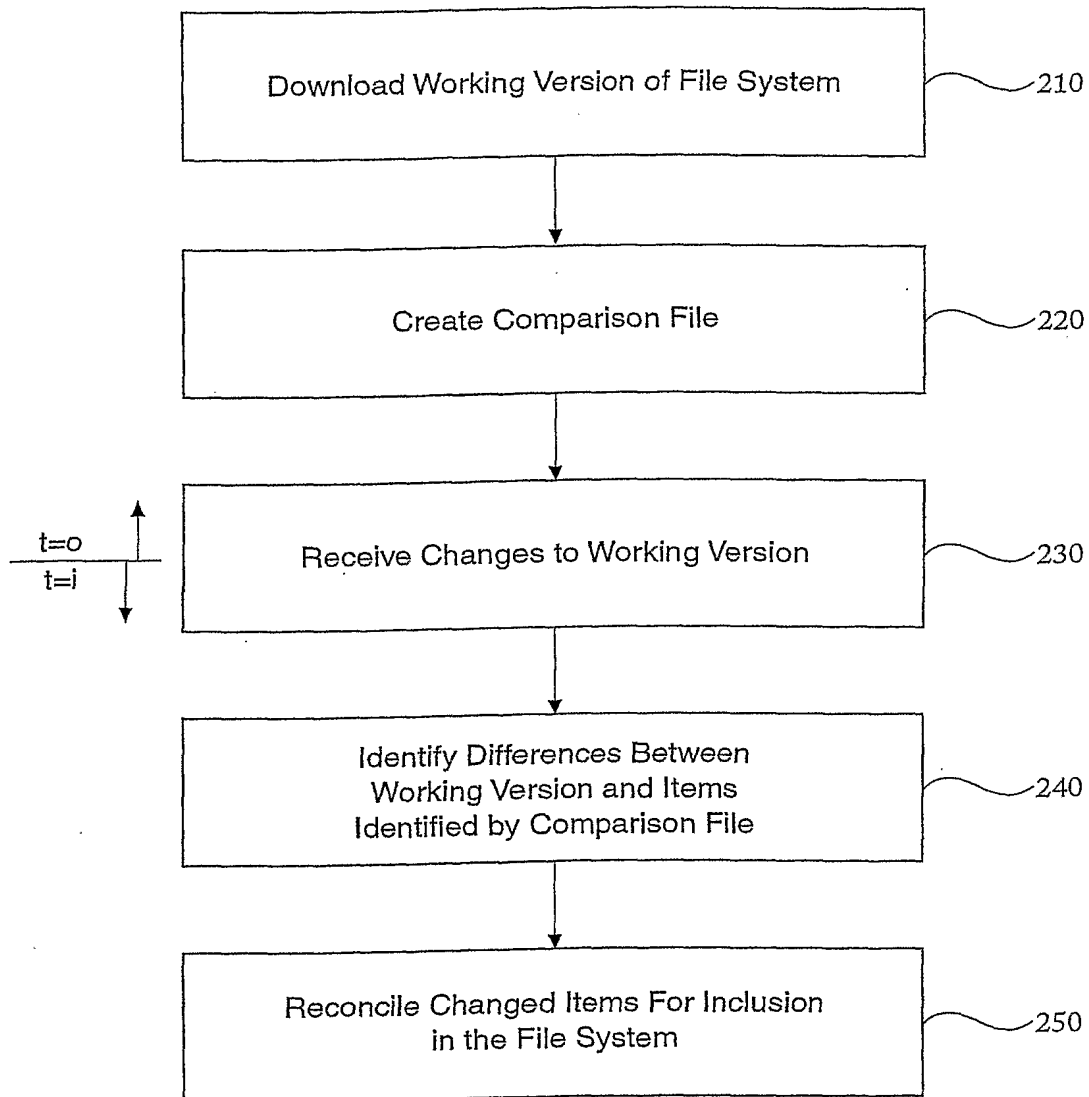 Download Working Version of File System
210
Create Comparison File
220
t=o
t=i
Receive Changes to Working Version
230
Identify Differences Between
Working Version and Items
Identified by Comparison File
240
Reconcile Changed Items For Inclusion
in the File System
250